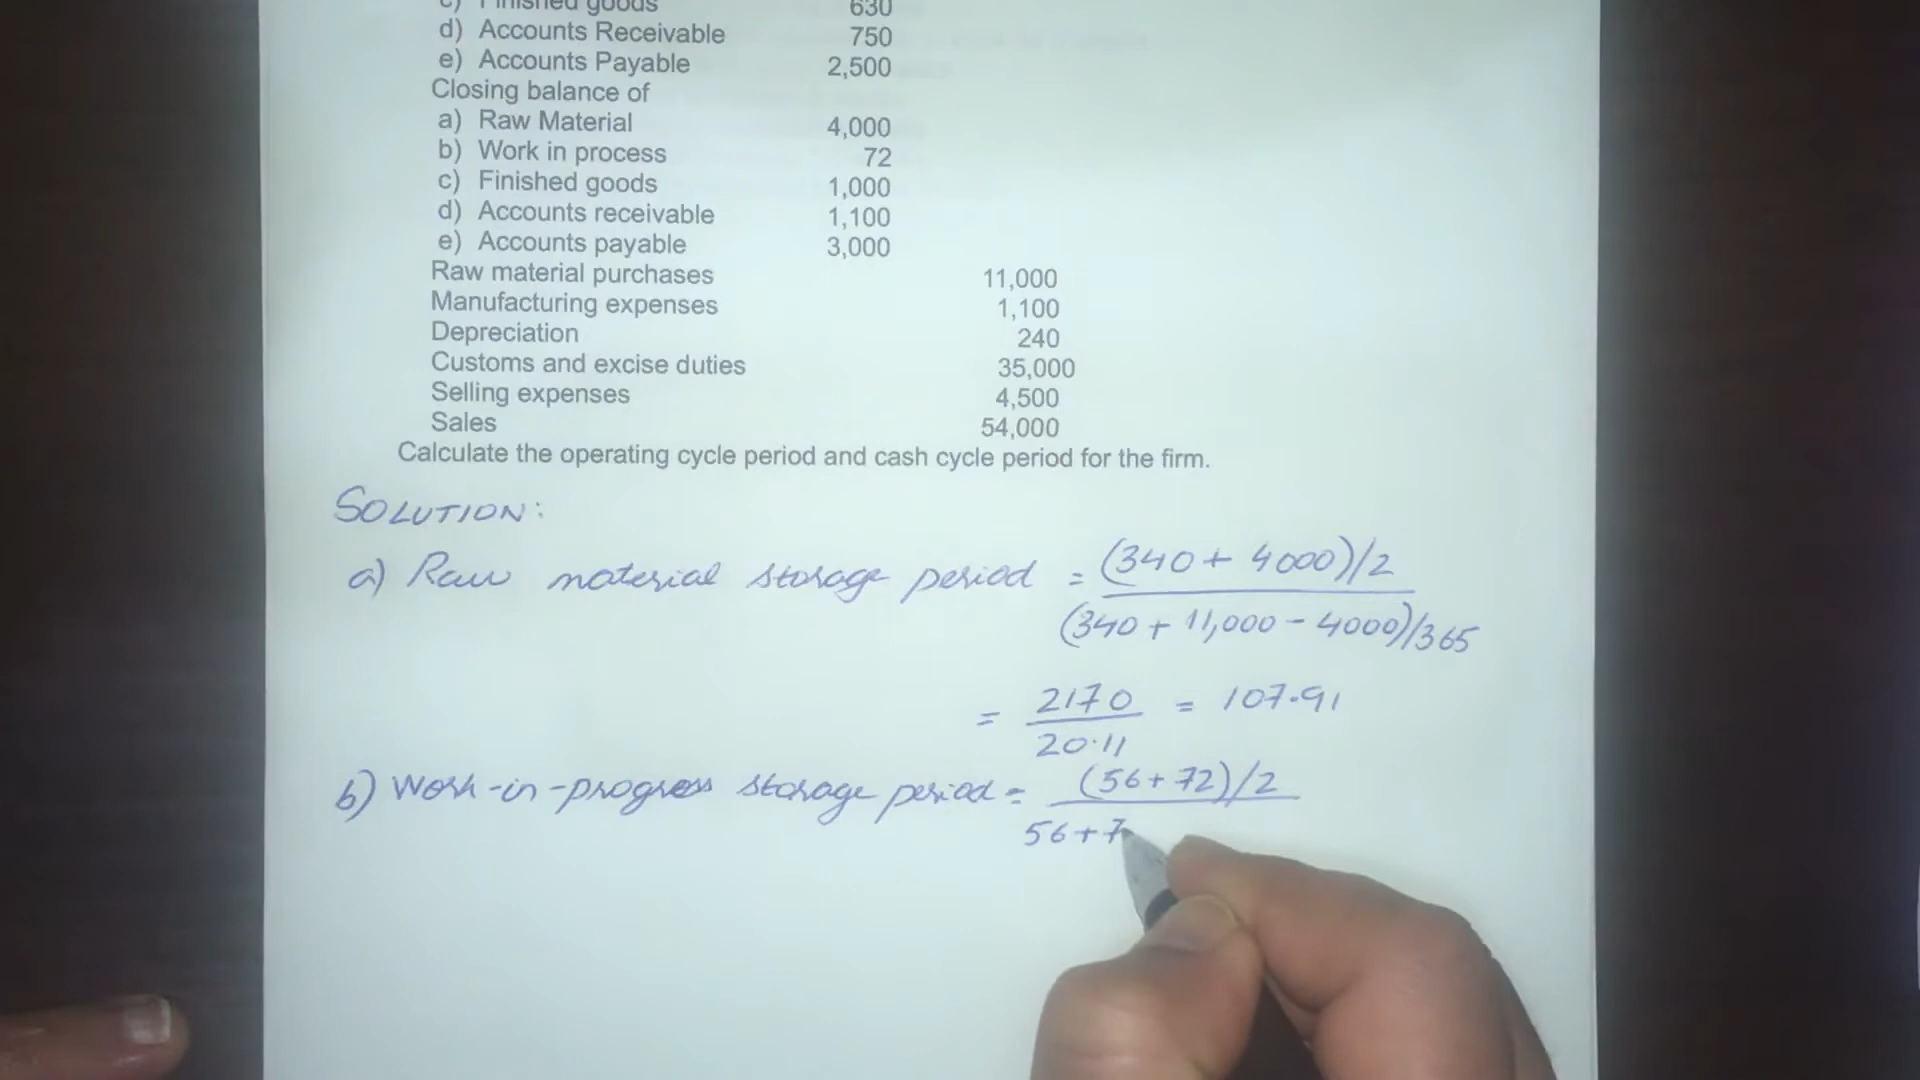 c) Finished goods 630
d) Accounts Receivable 750
e) Accounts Payable 2,500
Closing balance of
a) Raw Material 4,000
b) Work in process 72
c) Finished goods 1,000
d) Accounts receivable 1,100
e) Accounts payable 3,000
Raw material purchases 11,000
Manufacturing expenses 1,100
Depreciation 240
Customs and excise duties 35,000
Selling expenses 4,500
Sales 54,000
Calculate the operating cycle period and cash cycle period for the firm.
SOLUTION:
a) Raw material storage period = (340 + 4000)/2
(340 + 11,000 - 4000)/365
= 2170 = 107.91
20.11
b) Work-in-progress storage period = (56+72)/2
56+7